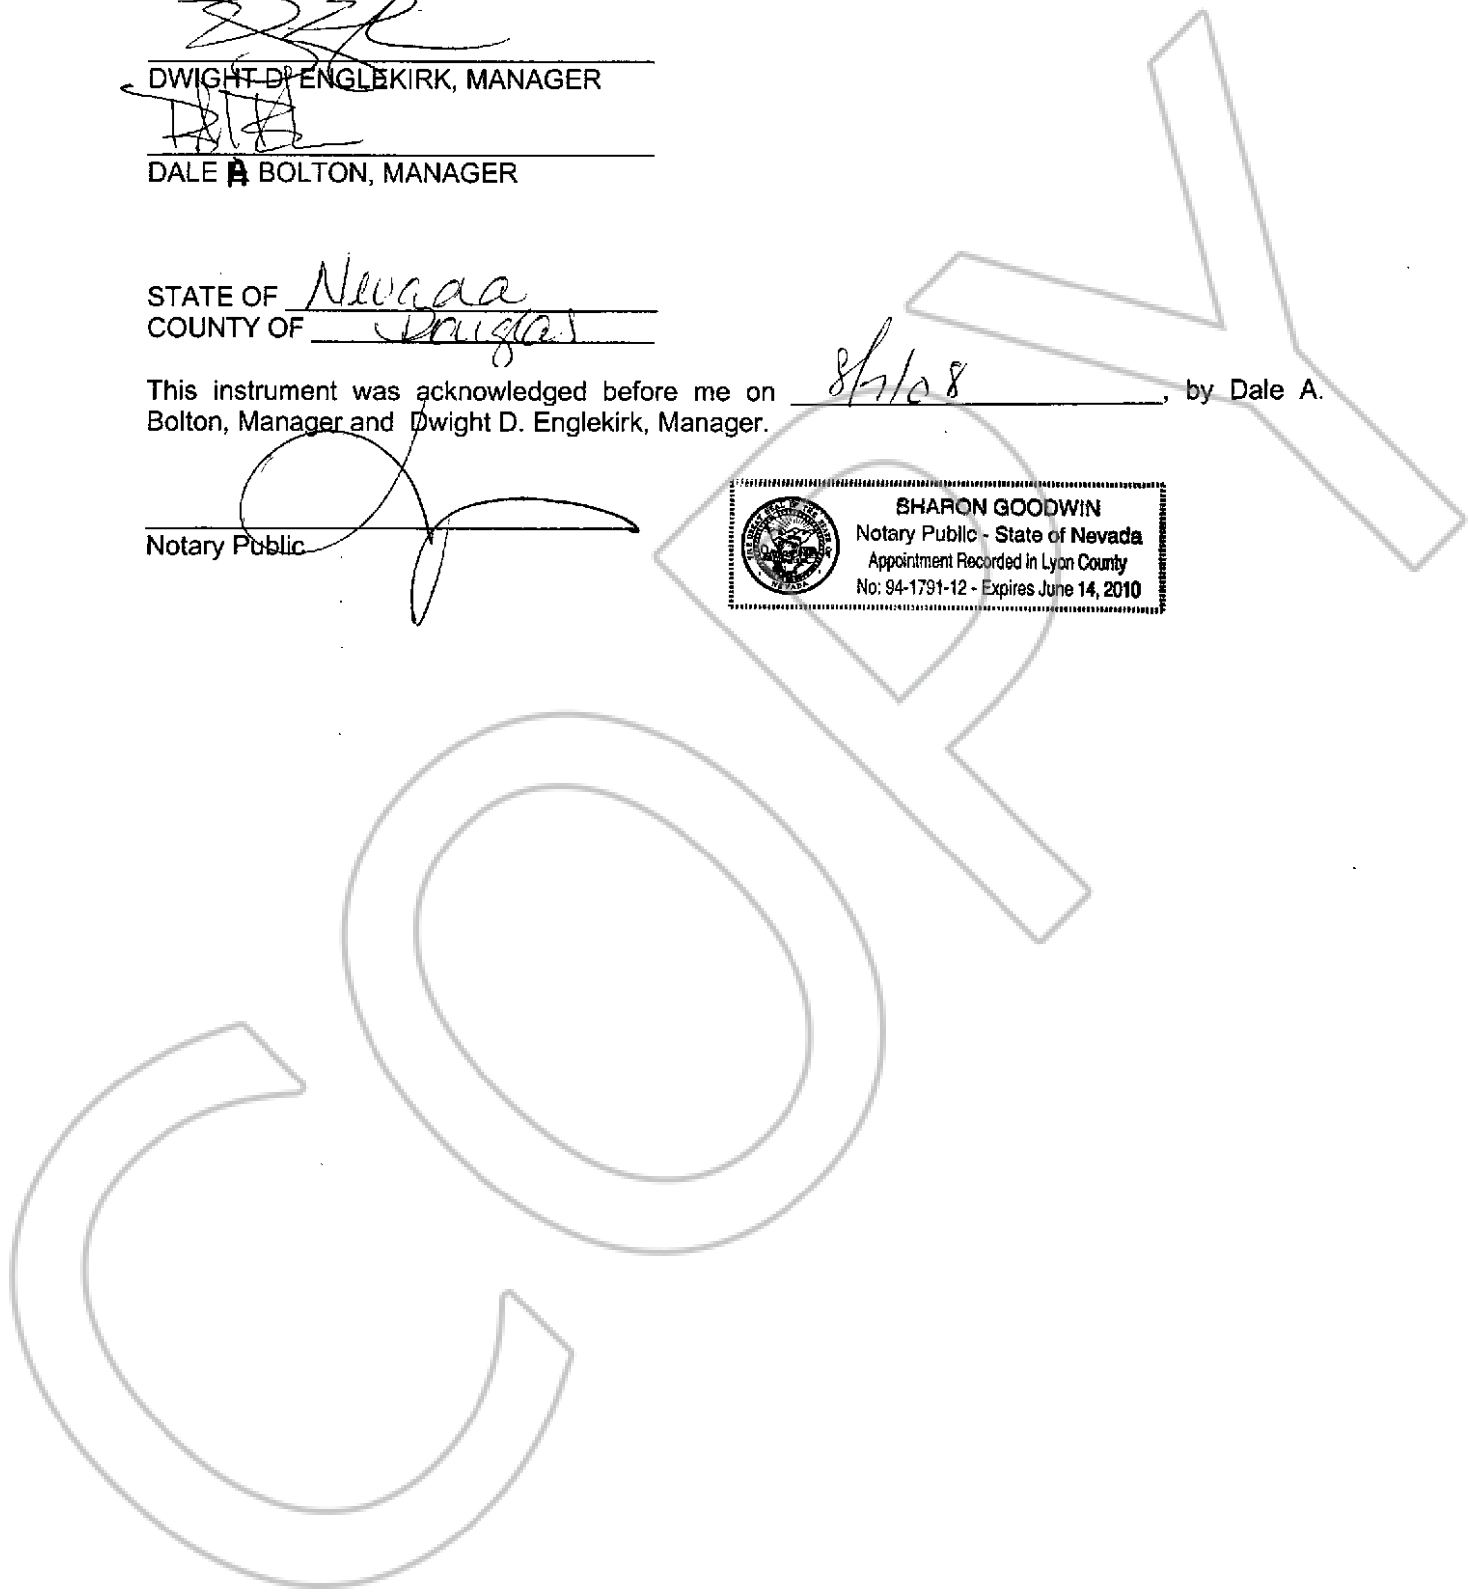 DWIGHT D. ENGLEKIRK, MANAGER
DALE A BOLTON, MANAGER
STATE OF Nevada
COUNTY OF Douglas
This instrument was acknowledged before me on 8/7/08, by Dale A.
Bolton, Manager and Dwight D. Englekirk, Manager.
Notary Public
SHARON GOODWIN
Notary Public - State of Nevada
Appointment Recorded in Lyon County
No: 94-1791-12 - Expires June 14, 2010
COPY